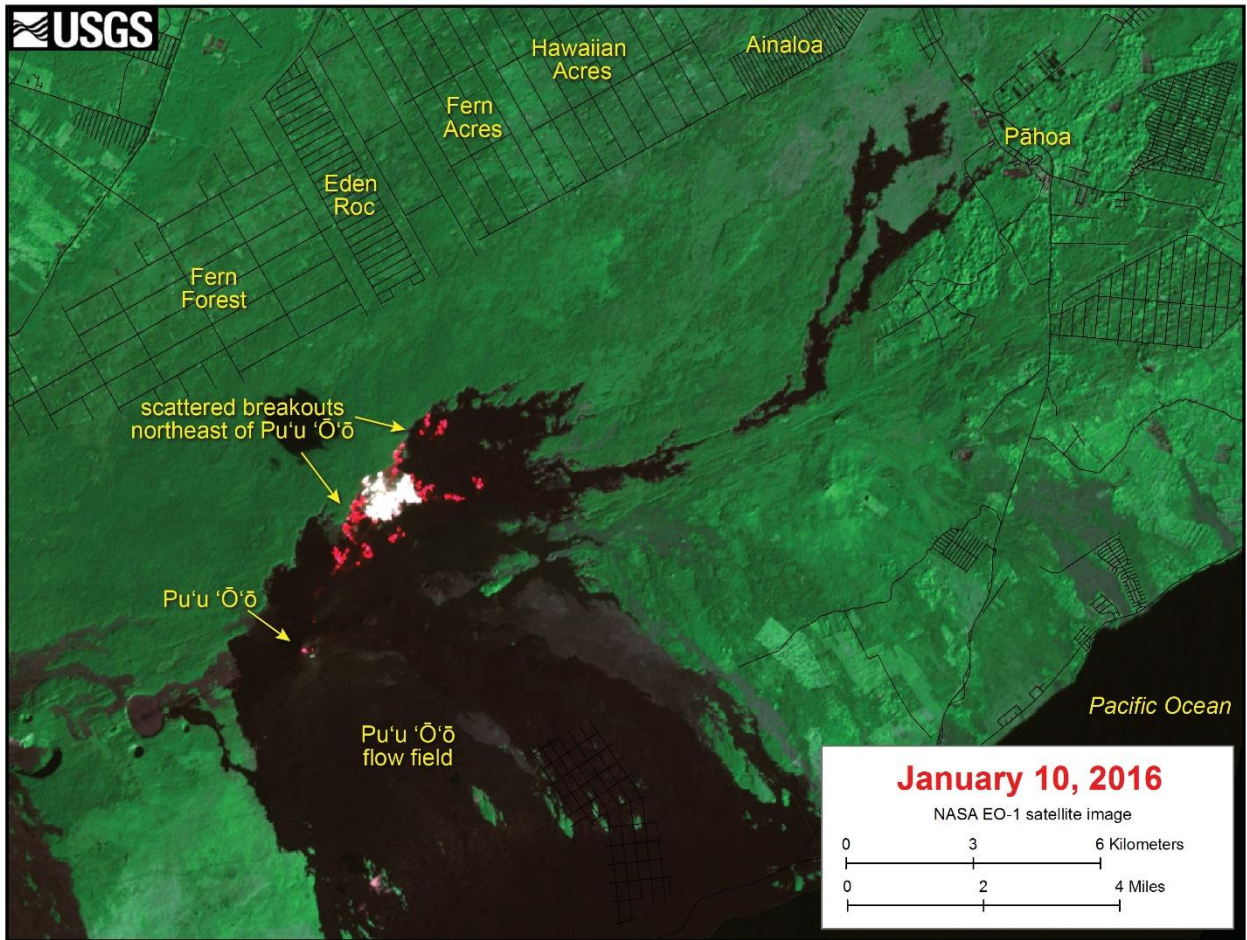 USGS
Hawaiian
Acres
Ainaloa
Fern
Acres
Pāhoa
Eden
Roc
Fern
Forest
scattered breakouts
northeast of Pu‘u ‘Ō‘ō
Pu‘u ‘Ō‘ō
Pu‘u ‘Ō‘ō
flow field
Pacific Ocean
January 10, 2016
NASA EO-1 satellite image
0 3 6 Kilometers
0 2 4 Miles